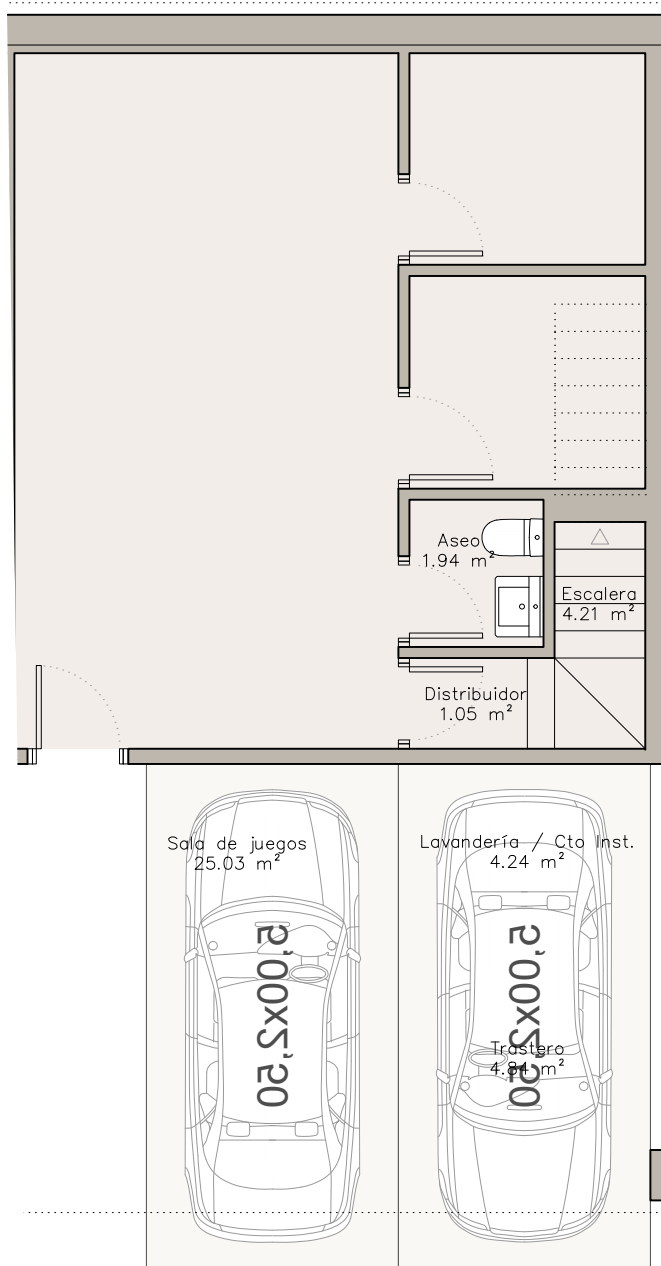 Aseo
1.94 m²
Escalera
4.21 m²
Distribuidor
1.05 m²
Sala de juegos
25.03 m²
Lavandería / Cto Inst.
4.24 m²
5,00x2,50
5,00x2,50
Trastero
4.84 m²